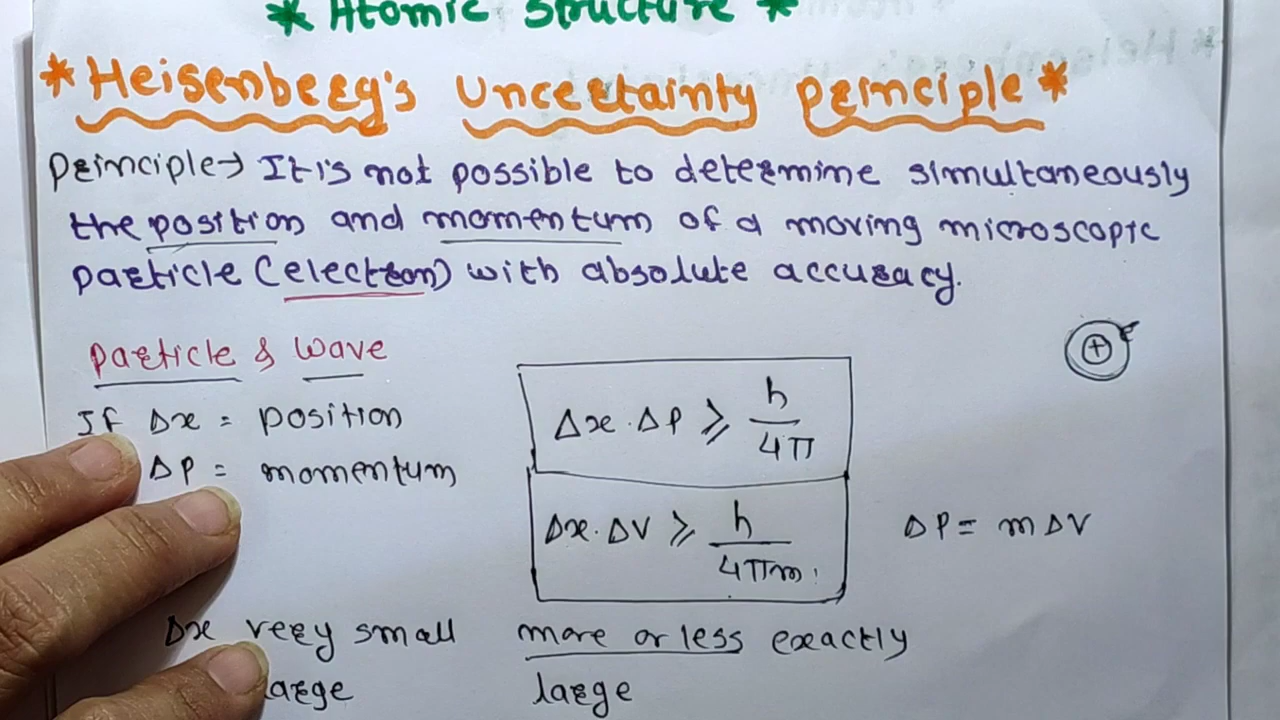 * Atomic Structure *
* Heisenberg's Uncertainty principle *
principle → It is not possible to determine simultaneously
the position and momentum of a moving microscopic
particle (electron) with absolute accuracy.
particle & wave
If Δx = position
Δp = momentum
Δx . Δp ⩾ h/4π
Δx . Δv ⩾ h/4πm
ΔP = m Δv
+ e
Δx very small more or less exactly
large large